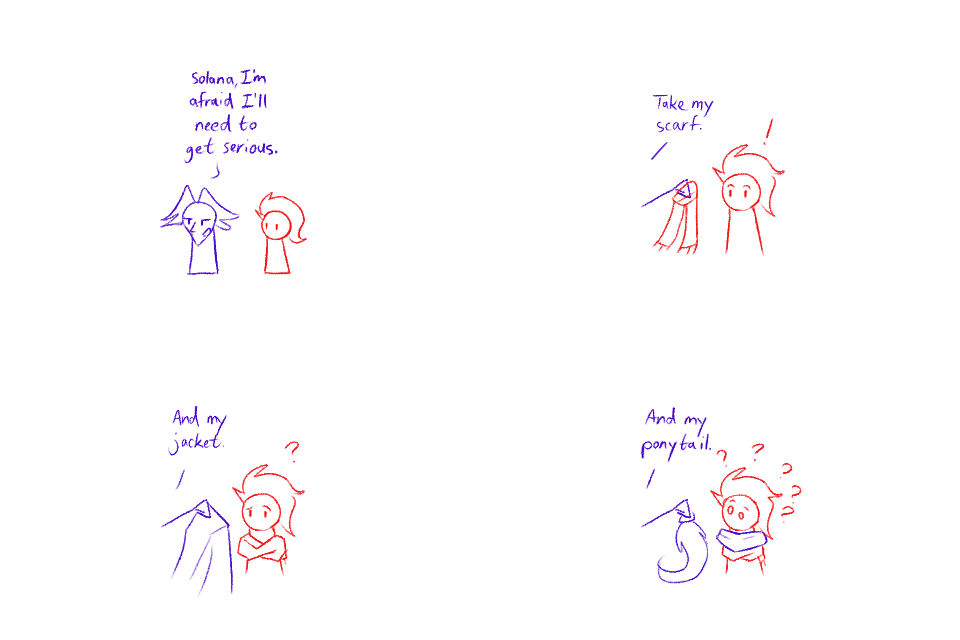 Solana, I'm
afraid I'll
need to
get serious.
Take my
scarf.
!
And my
jacket.
?
And my
ponytail.
? ? ? ? ?